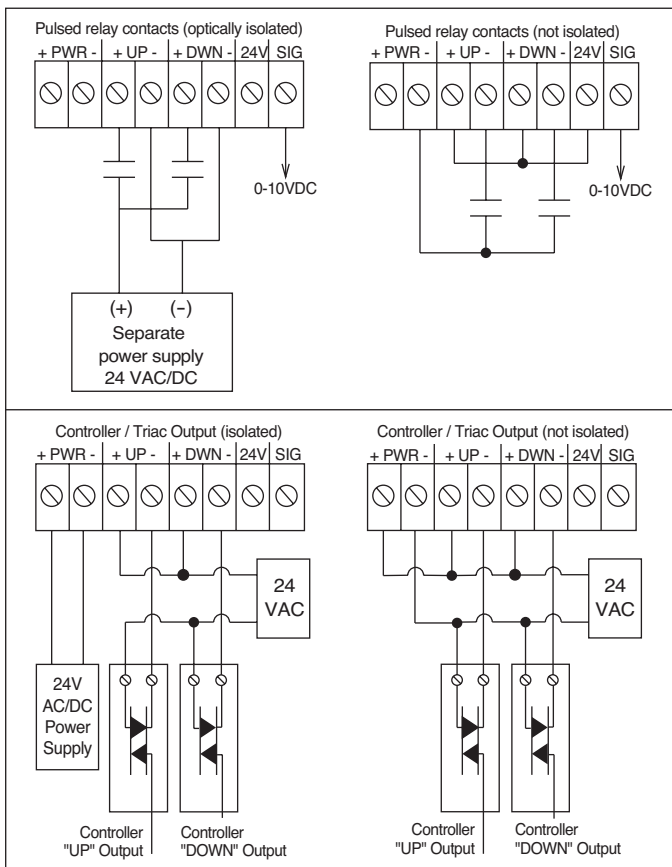 Pulsed relay contacts (optically isolated)
+ PWR - + UP - + DWN - 24V SIG
0-10VDC
(+) (-)
Separate
power supply
24 VAC/DC
Pulsed relay contacts (not isolated)
+ PWR - + UP - + DWN - 24V SIG
0-10VDC
Controller / Triac Output (isolated)
+ PWR - + UP - + DWN - 24V SIG
24
VAC
24V
AC/DC
Power
Supply
Controller
"UP" Output
Controller
"DOWN" Output
Controller / Triac Output (not isolated)
+ PWR - + UP - + DWN - 24V SIG
24
VAC
Controller
"UP" Output
Controller
"DOWN" Output